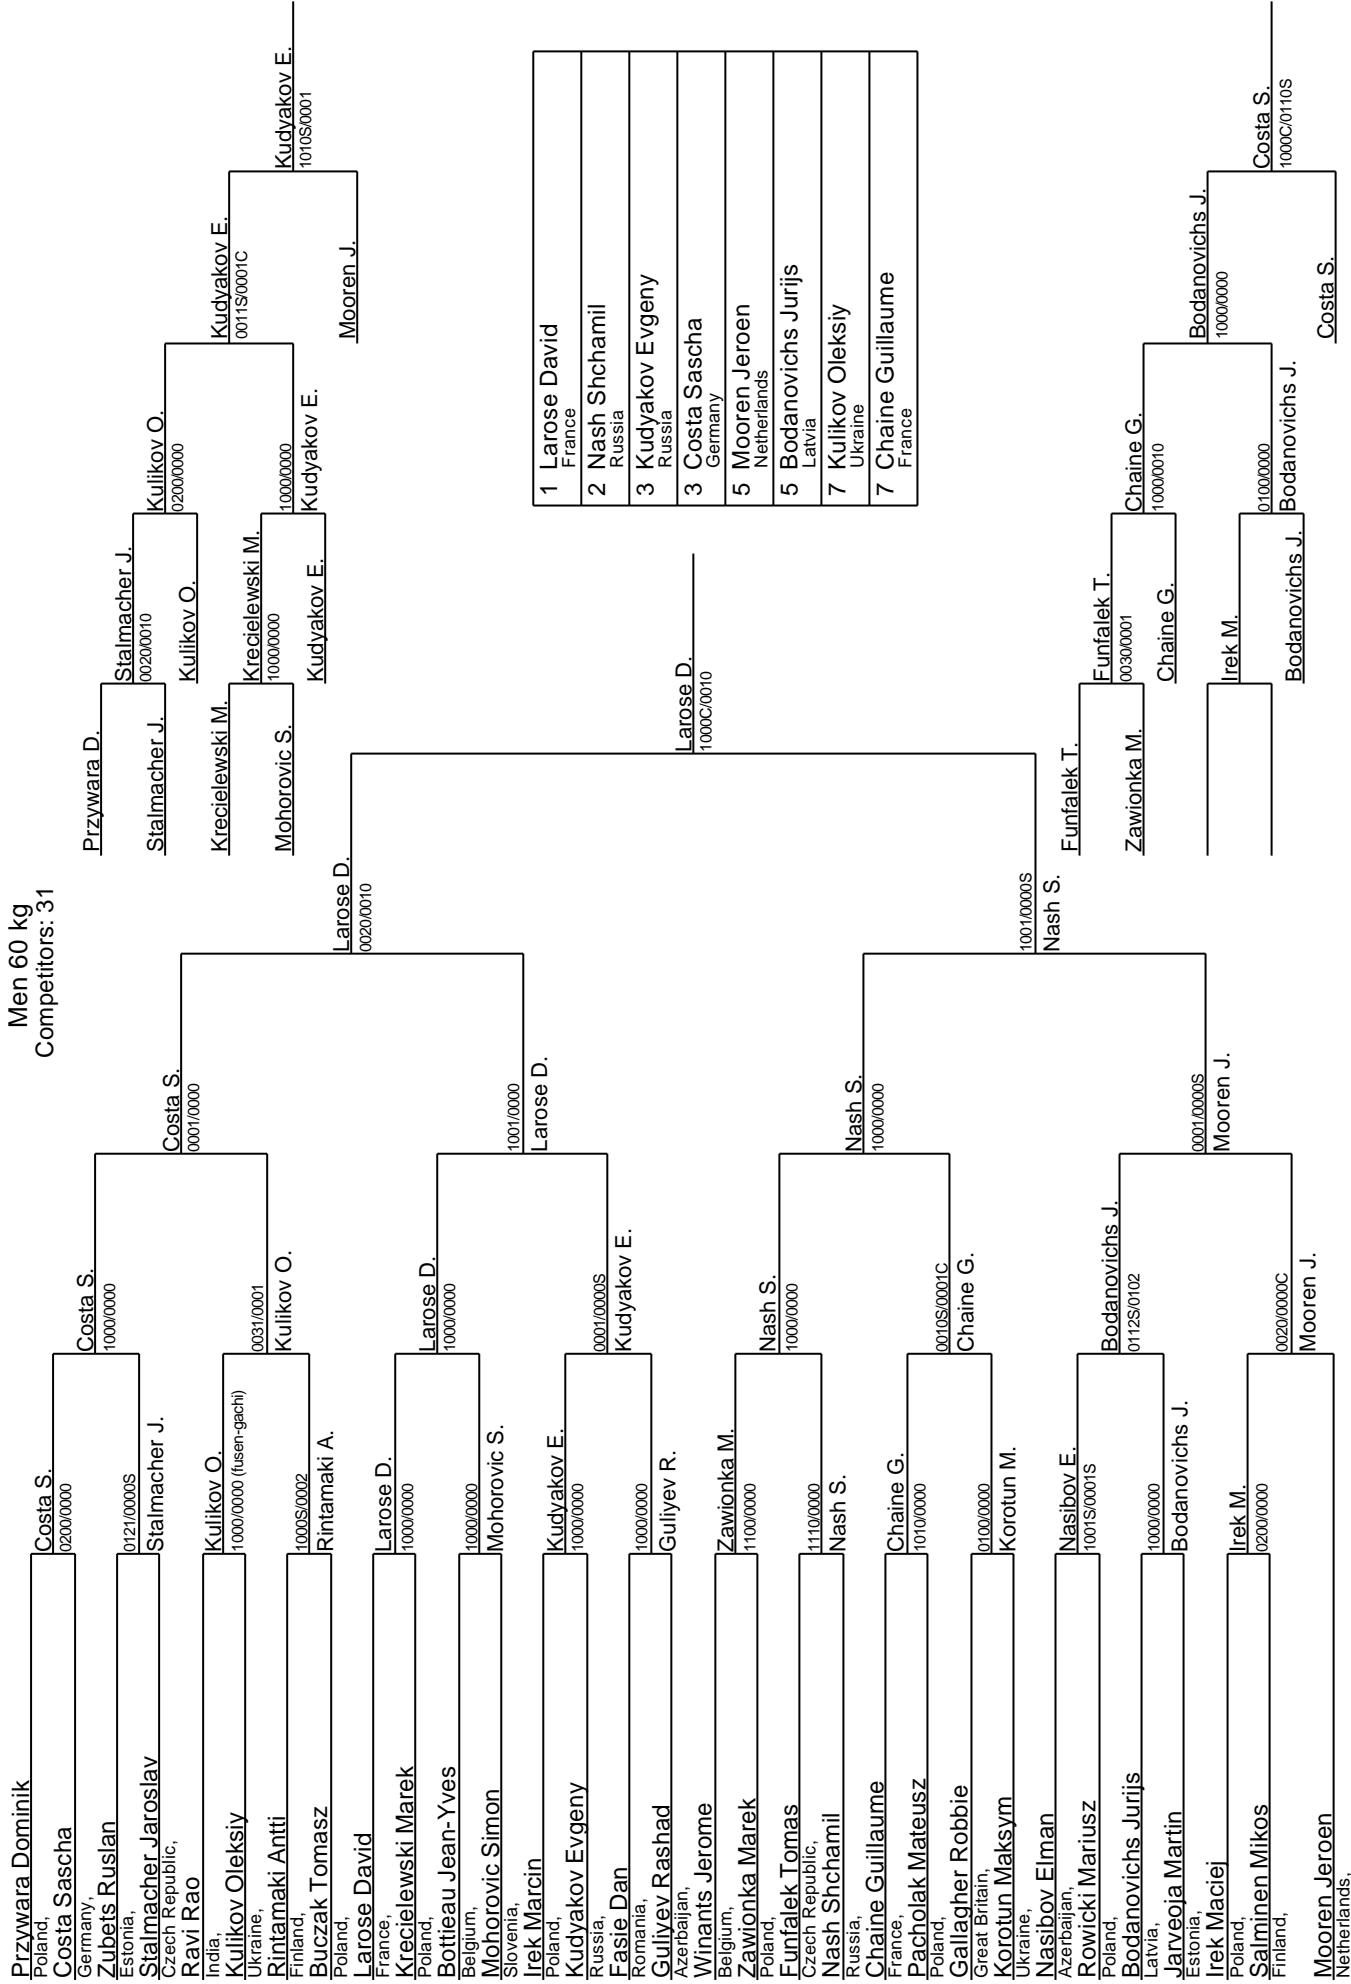 Men 60 kg
Competitors: 31
Przywara Dominik
Poland,
Costa Sascha
Germany,
Zubets Ruslan
Estonia,
Stalmacher Jaroslav
Czech Republic,
Ravi Rao
India,
Kulikov Oleksiy
Ukraine,
Rintamaki Antti
Finland,
Buczak Tomasz
Poland,
Larose David
France,
Krecielewski Marek
Poland,
Bottieau Jean-Yves
Belgium,
Mohorovic Simon
Slovenia,
Irek Marcin
Poland,
Kudyakov Evgeny
Russia,
Fasie Dan
Romania,
Guliyev Rashad
Azerbaijan,
Winants Jerome
Belgium,
Zawionka Marek
Poland,
Funfalek Tomas
Czech Republic,
Nash Shchamil
Russia,
Chaine Guillaume
France,
Pacholak Mateusz
Poland,
Gallagher Robbie
Great Britain,
Korotun Maksym
Ukraine,
Nasibov Elman
Azerbaijan,
Rowicki Mariusz
Poland,
Bodanovichs Jurijs
Latvia,
Jarveoja Martin
Estonia,
Irek Maciej
Poland,
Salminen Mikos
Finland,
Mooren Jeroen
Netherlands,
Costa S.
0200/0000
0121/0000S
Stalmacher J.
Kulikov O.
1000/0000 (fusen-gachi)
1000S/0002
Rintamaki A.
Larose D.
1000/0000
1000/0000
Mohorovic S.
Kudyakov E.
1000/0000
1000/0000
Guliyev R.
Zawionka M.
1100/0000
1110/0000
Nash S.
Chaine G.
1010/0000
0100/0000
Korotun M.
Nasibov E.
1001S/0001S
1000/0000
Bodanovichs J.
Irek M.
0200/0000
Costa S.
1000/0000
0031/0001
Kulikov O.
Larose D.
1000/0000
0001/0000S
Kudyakov E.
Nash S.
1000/0000
0010S/0001C
Chaine G.
Bodanovichs J.
0112S/0102
0020/0000C
Mooren J.
Costa S.
0001/0000
1001/0000
Larose D.
Nash S.
1000/0000
0001/0000S
Mooren J.
Larose D.
0020/0010
1001/0000S
Nash S.
Larose D.
1000C/0010
Przywara D.
Stalmacher J.
Krecielewski M.
Mohorovic S.
Stalmacher J.
0020/0010
Kulikov O.
Krecielewski M.
1000/0000
Kudyakov E.
Kulikov O.
0200/0000
1000/0000
Kudyakov E.
Kudyakov E.
0011S/0001C
Mooren J.
Kudyakov E.
1010S/0001
1 Larose David
France
2 Nash Shchamil
Russia
3 Kudyakov Evgeny
Russia
3 Costa Sascha
Germany
5 Mooren Jeroen
Netherlands
5 Bodanovichs Jurijs
Latvia
7 Kulikov Oleksiy
Ukraine
7 Chaine Guillaume
France
Funfalek T.
Zawionka M.
Funfalek T.
0030/0001
Chaine G.
Irek M.
Bodanovichs J.
Chaine G.
1000/0010
0100/0000
Bodanovichs J.
Bodanovichs J.
1000/0000
Costa S.
Costa S.
1000C/0110S